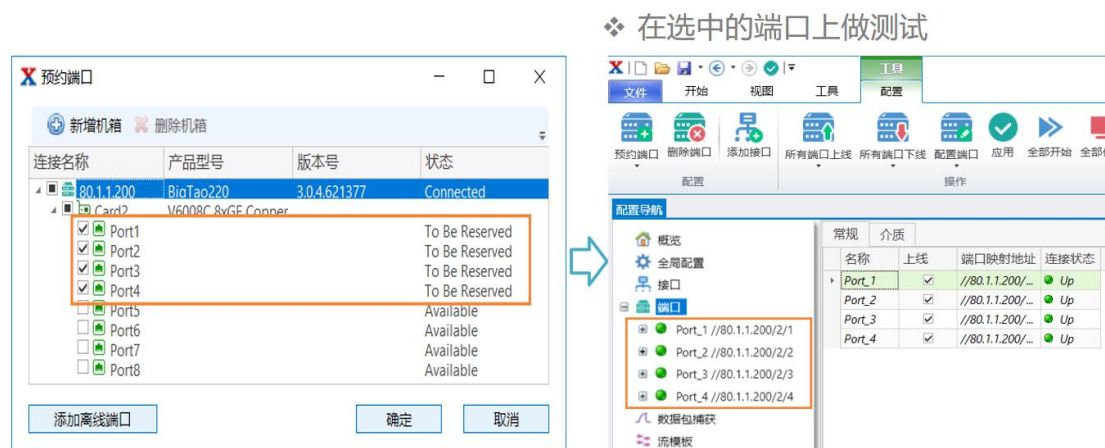 ❖ 在选中的端口上做测试
预约端口
新增机箱 删除机箱
连接名称 产品型号 版本号 状态
80.1.1.200 BigTao220 3.0.4.621377 Connected
Card2 V6008C 8xGE Copper
Port1 To Be Reserved
Port2 To Be Reserved
Port3 To Be Reserved
Port4 To Be Reserved
Port5 Available
Port6 Available
Port7 Available
Port8 Available
添加离线端口 确定 取消
工具
文件 开始 视图 工具 配置
预约端口 删除端口 添加接口 所有端口上线 所有端口下线 配置端口 应用 全部开始
配置 操作
配置导航
概览
全局配置
接口
端口
Port_1 //80.1.1.200/2/1
Port_2 //80.1.1.200/2/2
Port_3 //80.1.1.200/2/3
Port_4 //80.1.1.200/2/4
数据包捕获
流模板
常规 介质
名称 上线 端口映射地址 连接状态
Port_1 //80.1.1.200/... Up
Port_2 //80.1.1.200/... Up
Port_3 //80.1.1.200/... Up
Port_4 //80.1.1.200/... Up